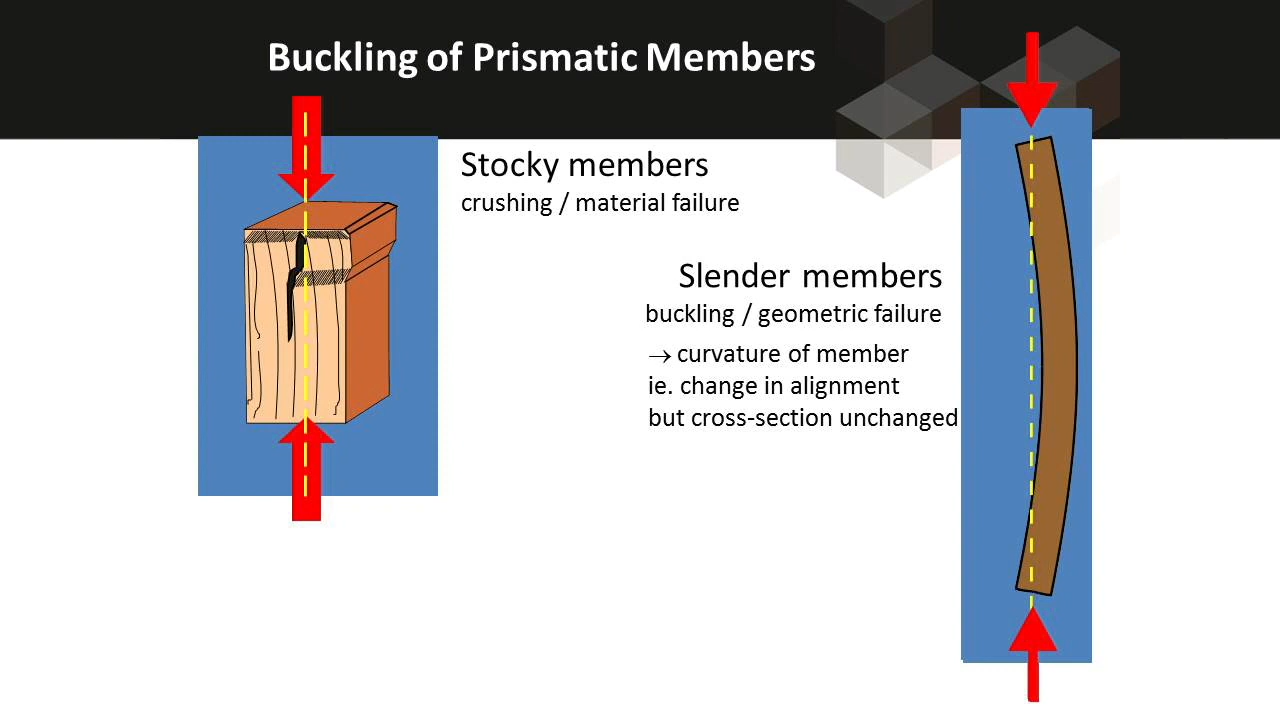 Buckling of Prismatic Members
Stocky members
crushing / material failure
Slender members
buckling / geometric failure
→ curvature of member
ie. change in alignment
but cross-section unchanged